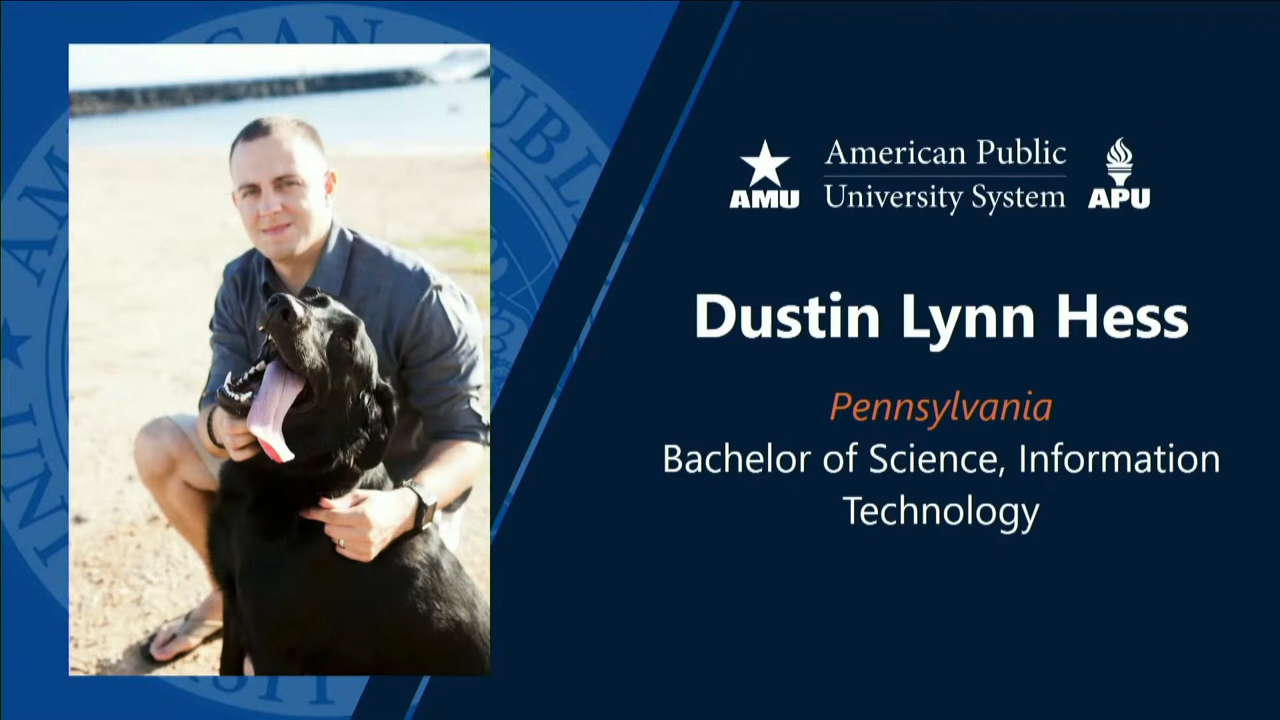 AMU
American Public
University System
APU
Dustin Lynn Hess
Pennsylvania
Bachelor of Science, Information
Technology